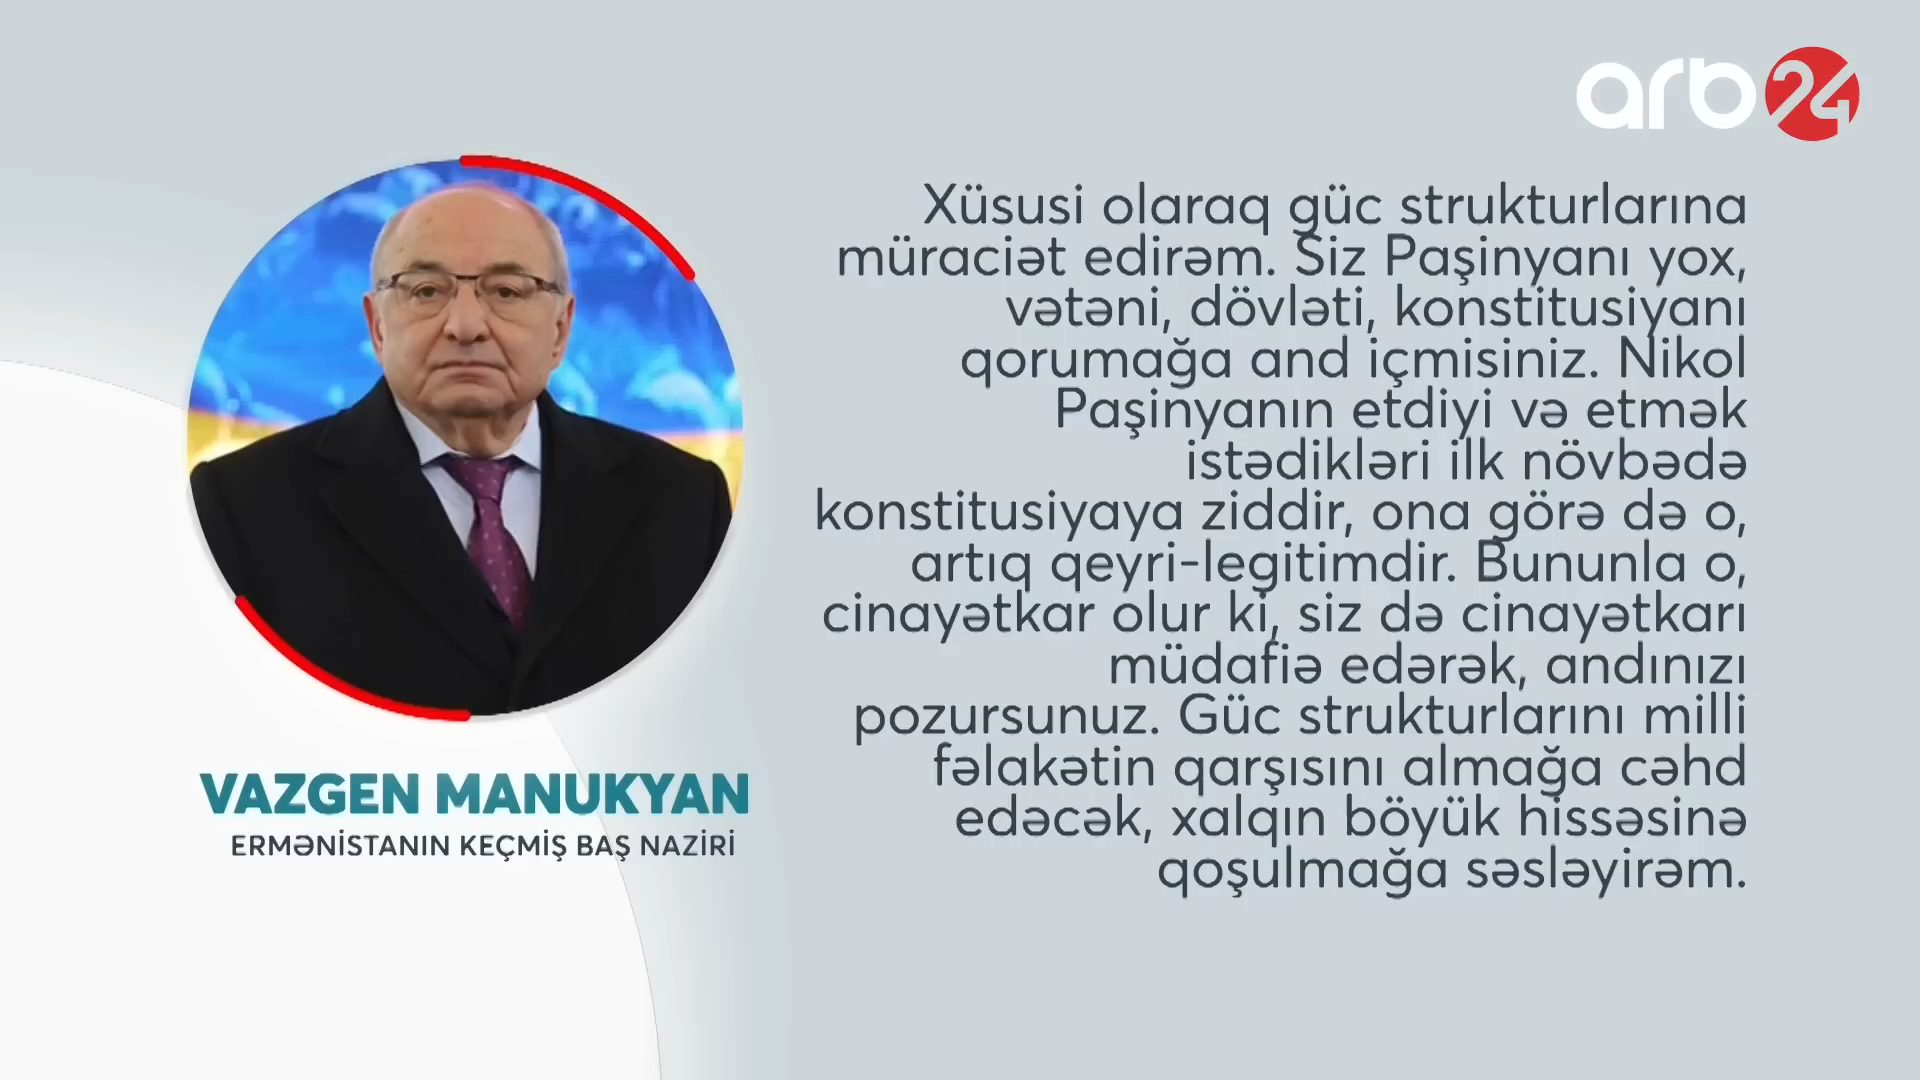 arb24
Xüsusi olaraq güc strukturlarına
müraciət edirəm. Siz Paşinyanı yox,
vətəni, dövləti, konstitusiyanı
qorumağa and içmisiniz. Nikol
Paşinyanın etdiyi və etmək
istədikləri ilk növbədə
konstitusiyaya ziddir, ona görə də o,
artıq qeyri-legitimdir. Bununla o,
cinayətkar olur ki, siz də cinayətkarı
müdafiə edərək, andınızı
pozursunuz. Güc strukturlarını milli
fəlakətin qarşısını almağa cəhd
edəcək, xalqın böyük hissəsinə
qoşulmağa səsləyirəm.
VAZGEN MANUKYAN
ERMƏNİSTANIN KEÇMİŞ BAŞ NAZİRİ